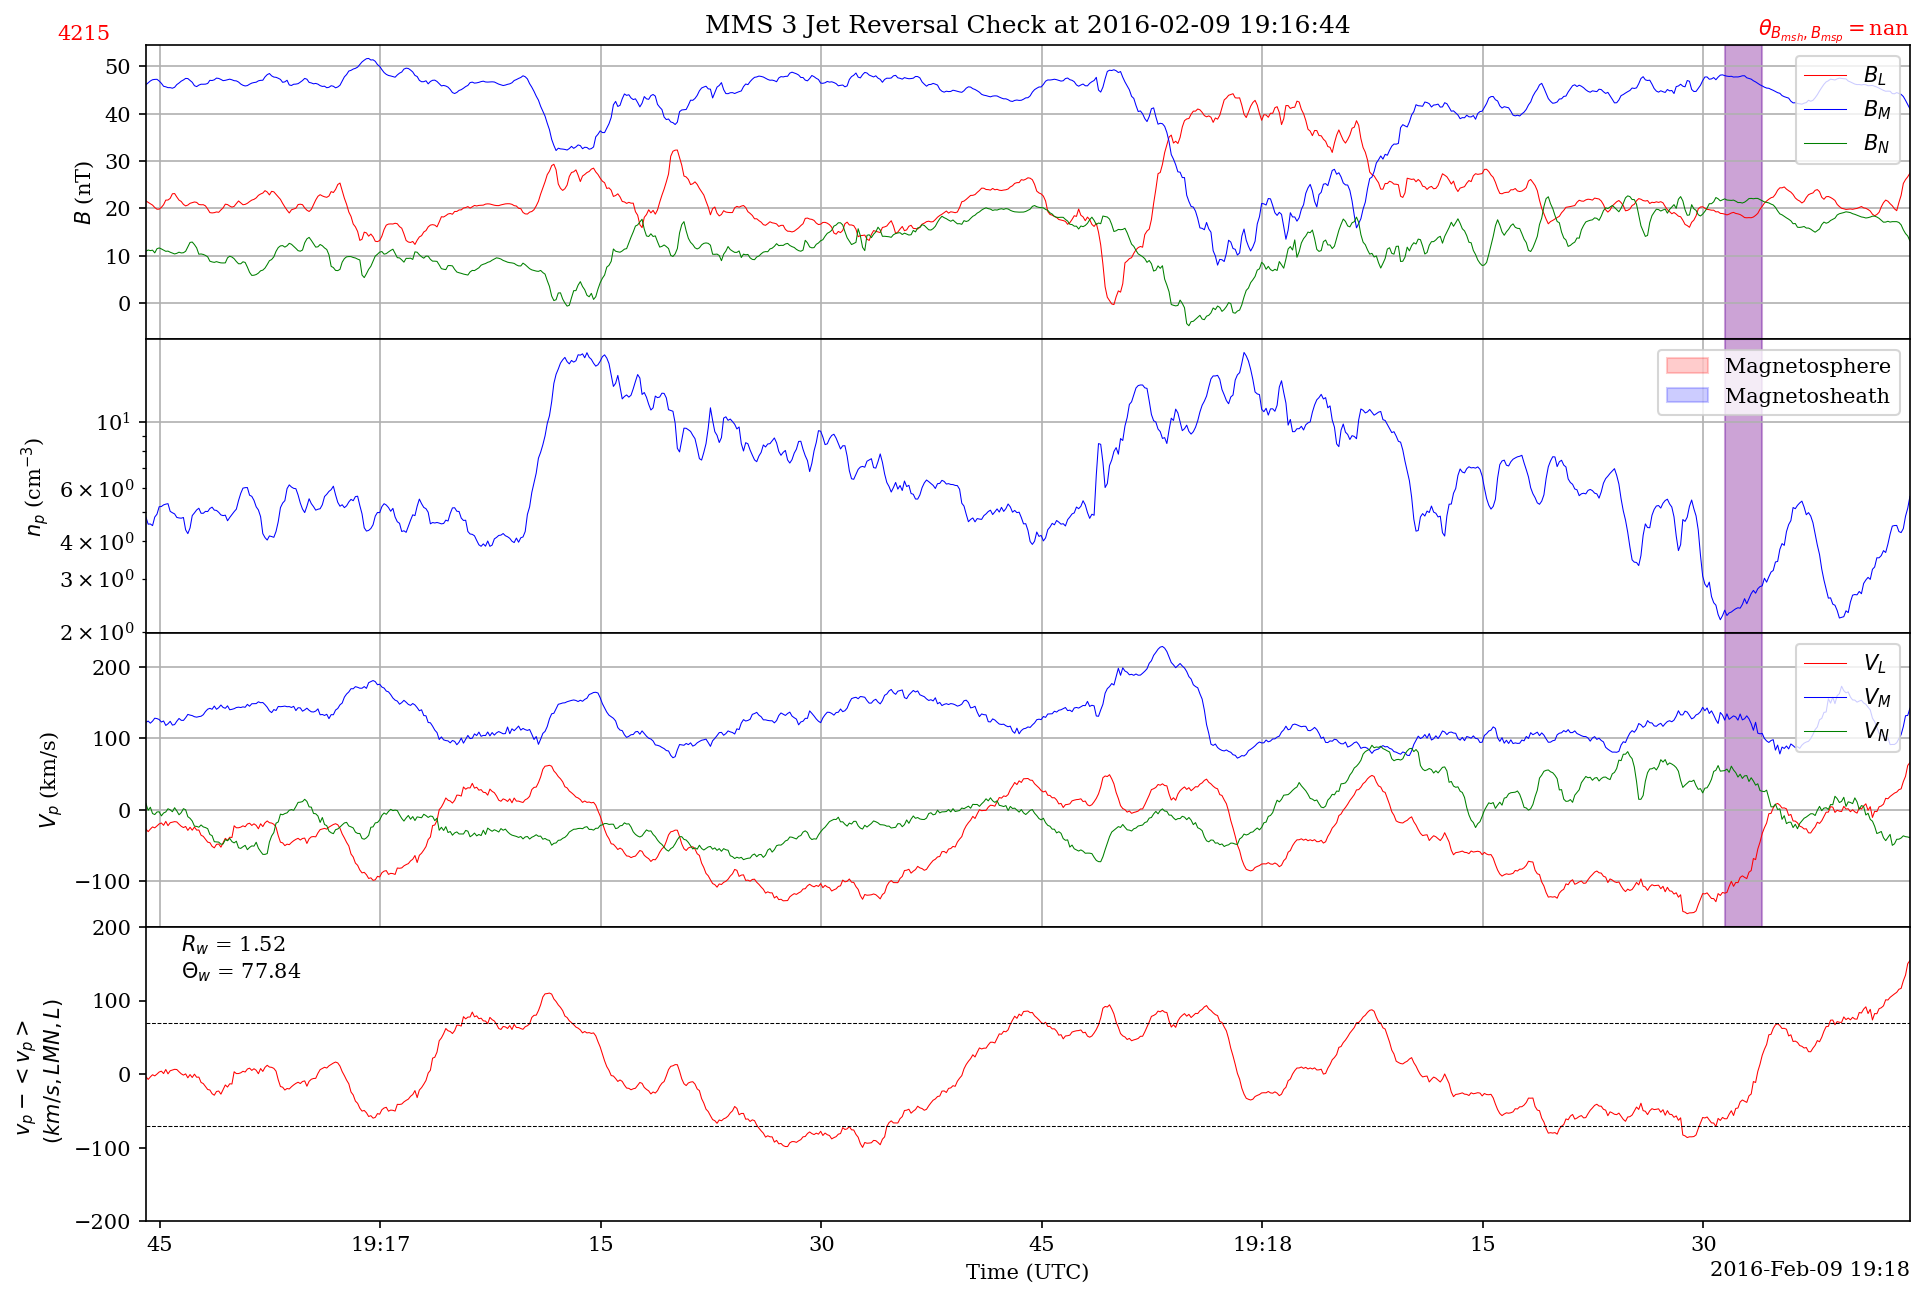 MMS 3 Jet Reversal Check at 2016-02-09 19:16:44
4215
θ_{B_{msh}, B_{msp}} = nan
50
40
30
20
10
0
B (nT)
B_L
B_M
B_N
10^1
6 × 10^0
4 × 10^0
3 × 10^0
2 × 10^0
n_p (cm^{-3})
Magnetosphere
Magnetosheath
200
100
0
−100
V_p (km/s)
V_L
V_M
V_N
200
100
0
−100
−200
v_p − < v_p >
(km/s, LMN, L)
R_w = 1.52
Θ_w = 77.84
45
19:17
15
30
45
19:18
15
30
Time (UTC)
2016-Feb-09 19:18